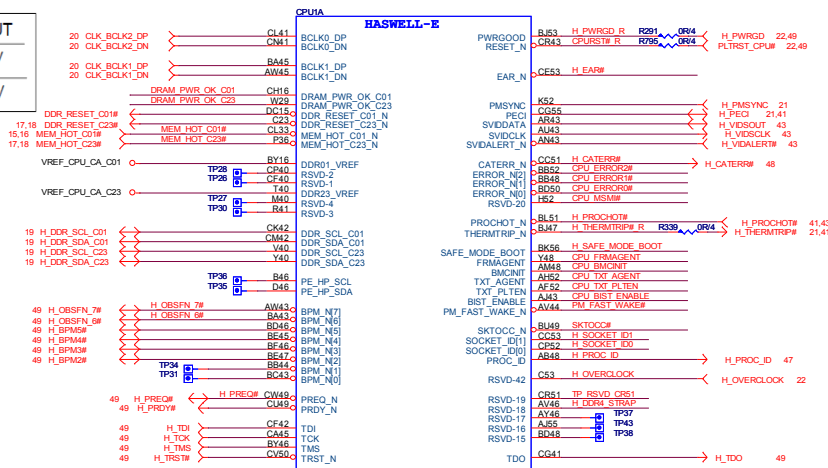 CPU1A
HASWELL-E
UT
20 CLK_BCLK2_DP CL41 BCLK0_DP
20 CLK_BCLK2_DN CN41 BCLK0_DN
20 CLK_BCLK1_DP BA45 BCLK1_DP
20 CLK_BCLK1_DN AW45 BCLK1_DN
DRAM_PWR_OK_C01 CH16 DRAM_PWR_OK_C01
DRAM_PWR_OK_C23 W29 DRAM_PWR_OK_C23
DDR_RESET_C01# DC15 DDR_RESET_C01_N
17,18 DDR_RESET_C23# C23 DDR_RESET_C23_N
15,16 MEM_HOT_C01# MEM_HOT_C01# CL33 MEM_HOT_C01_N
17,18 MEM_HOT_C23# MEM_HOT_C23# P36 MEM_HOT_C23_N
VREF_CPU_CA_C01 BY16 DDR01_VREF
TP28 CP40 RSVD-2
CF40 RSVD-1
VREF_CPU_CA_C23 T40 DDR23_VREF
TP27 M40 RSVD-4
TP30 R41 RSVD-3
19 H_DDR_SCL_C01 CK42 DDR_SCL_C01
19 H_DDR_SDA_C01 CM42 DDR_SDA_C01
19 H_DDR_SCL_C23 V40 DDR_SCL_C23
19 H_DDR_SDA_C23 Y40 DDR_SDA_C23
TP36 B46 PE_HP_SCL
TP35 D46 PE_HP_SDA
49 H_OBSFN_7# H_OBSFN_7# AW43 BPM_N[7]
49 H_OBSFN_6# H_OBSFN_6# BA43 BPM_N[6]
49 H_BPM5# BD46 BPM_N[5]
49 H_BPM4# BE45 BPM_N[4]
49 H_BPM3# BF46 BPM_N[3]
49 H_BPM2# BE47 BPM_N[2]
TP34 BB44 BPM_N[1]
TP31 BC43 BPM_N[0]
49 H_PREQ# H_PREQ# CW49 PREQ_N
49 H_PRDY# CU49 PRDY_N
49 H_TDI CF42 TDI
49 H_TCK CA45 TCK
49 H_TMS BY46 TMS
49 H_TRST# CV50 TRST_N
PWRGOOD BJ53 H_PWRGD_R R291 0R/4 H_PWRGD 22,49
RESET_N CR43 CPURST#_R R795 0R/4 PLTRST_CPU# 22,49
EAR_N CE53 H_EAR#
PMSYNC K52 H_PMSYNC 21
PECI CG55 H_PECI 21,41
SVIDDATA AR43 H_VIDSOUT 43
SVIDCLK AU43 H_VIDSCLK 43
SVIDALERT_N AN43 H_VIDALERT# 43
CATERR_N CC51 H_CATERR# H_CATERR# 48
ERROR_N[2] BB52 CPU_ERROR2#
ERROR_N[1] BB48 CPU_ERROR1#
ERROR_N[0] BD50 CPU_ERROR0#
RSVD-20 H52 CPU_MSMI#
PROCHOT_N BL51 H_PROCHOT# H_PROCHOT# 41,43
THERMTRIP_N BJ47 H_THERMTRIP#_R R339 0R/4 H_THERMTRIP# 21,41
SAFE_MODE_BOOT BK56 H_SAFE_MODE_BOOT
FRMAGENT Y48 CPU_FRMAGENT
BMCINIT AM48 CPU_BMCINIT
TXT_AGENT AH52 CPU_TXT_AGENT
TXT_PLTEN AF52 CPU_TXT_PLTEN
BIST_ENABLE AJ43 CPU_BIST_ENABLE
PM_FAST_WAKE_N AV44 PM_FAST_WAKE#
SKTOCC_N BU49 SKTOCC#
SOCKET_ID[1] CC53 H_SOCKET_ID1
SOCKET_ID[0] CP52 H_SOCKET_ID0
PROC_ID AB48 H_PROC_ID H_PROC_ID 47
RSVD-42 C53 H_OVERCLOCK H_OVERCLOCK 22
RSVD-19 CR51 TP_RSVD_CR51
RSVD-18 AV46 H_DDR4_STRAP
RSVD-17 AY46 TP37
RSVD-16 AJ55 TP43
RSVD-15 BD48 TP38
TDO CG41 H_TDO 49